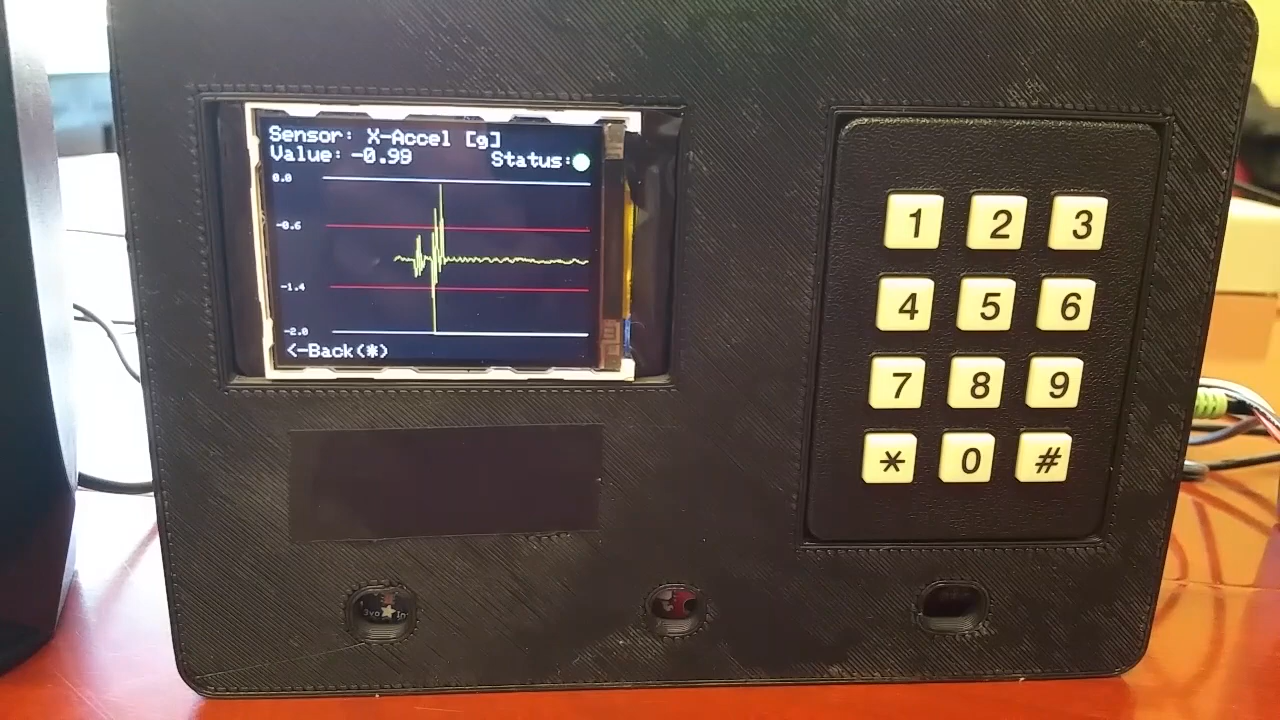 Sensor: X-Accel [g]
Value: -0.99 Status:
0.0
-0.6
-1.4
-2.0
<-Back(*)
1 2 3
4 5 6
7 8 9
* 0 #